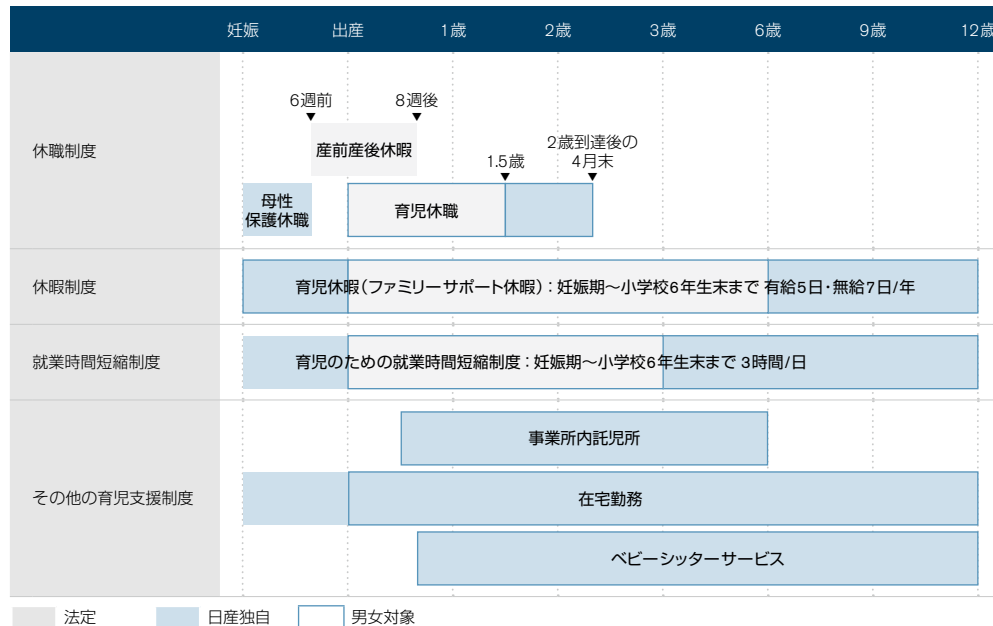 妊娠 出産 1歳 2歳 3歳 6歳 9歳 12歳
休職制度
6週前 8週後
産前産後休暇
1.5歳
2歳到達後の
4月末
母性
保護休職
育児休職
休暇制度
育児休暇(ファミリーサポート休暇):妊娠期~小学校6年生末まで 有給5日・無給7日/年
就業時間短縮制度
育児のための就業時間短縮制度:妊娠期~小学校6年生末まで 3時間/日
その他の育児支援制度
事業所内託児所
在宅勤務
ベビーシッターサービス
法定 日産独自 男女対象